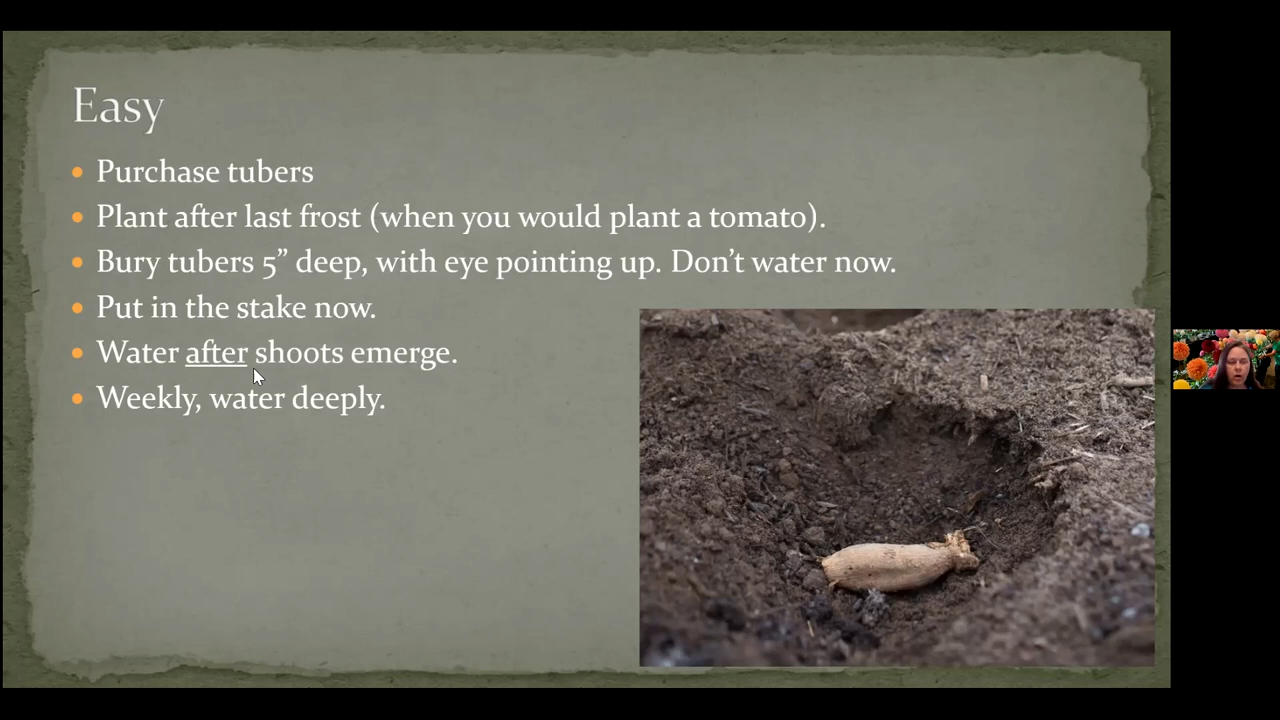 Easy
Purchase tubers
Plant after last frost (when you would plant a tomato).
Bury tubers 5” deep, with eye pointing up. Don’t water now.
Put in the stake now.
Water after shoots emerge.
Weekly, water deeply.